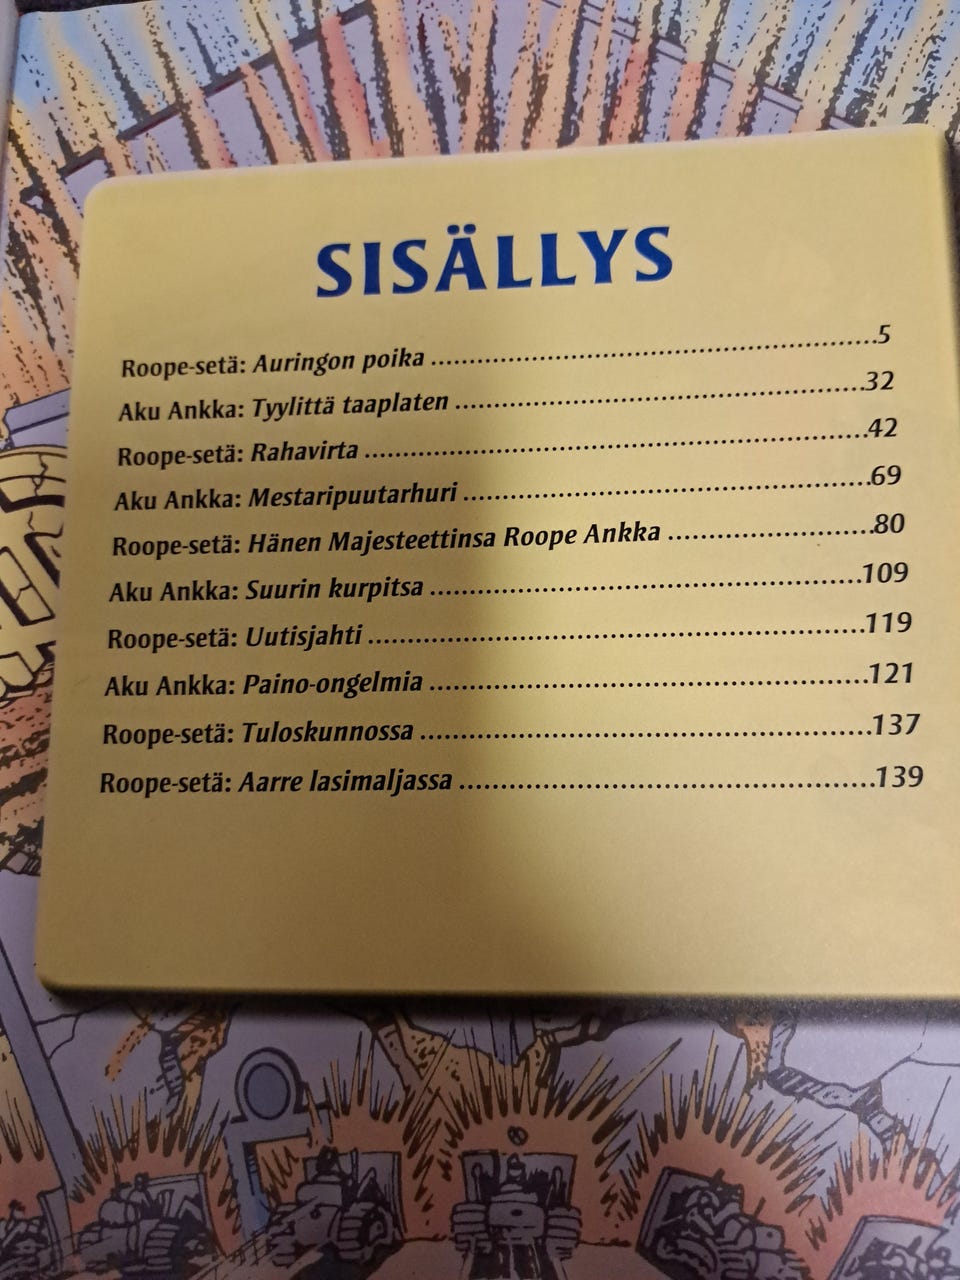 SISÄLLYS
Roope-setä: Auringon poika ........................................................5
Aku Ankka: Tyylittä taaplaten .....................................................32
Roope-setä: Rahavirta ................................................................42
Aku Ankka: Mestaripuutarhuri ....................................................69
Roope-setä: Hänen Majesteettinsa Roope Ankka ...........................80
Aku Ankka: Suurin kurpitsa .......................................................109
Roope-setä: Uutisjahti ..............................................................119
Aku Ankka: Paino-ongelmia .......................................................121
Roope-setä: Tuloskunnossa .......................................................137
Roope-setä: Aarre lasimaljassa ...................................................139